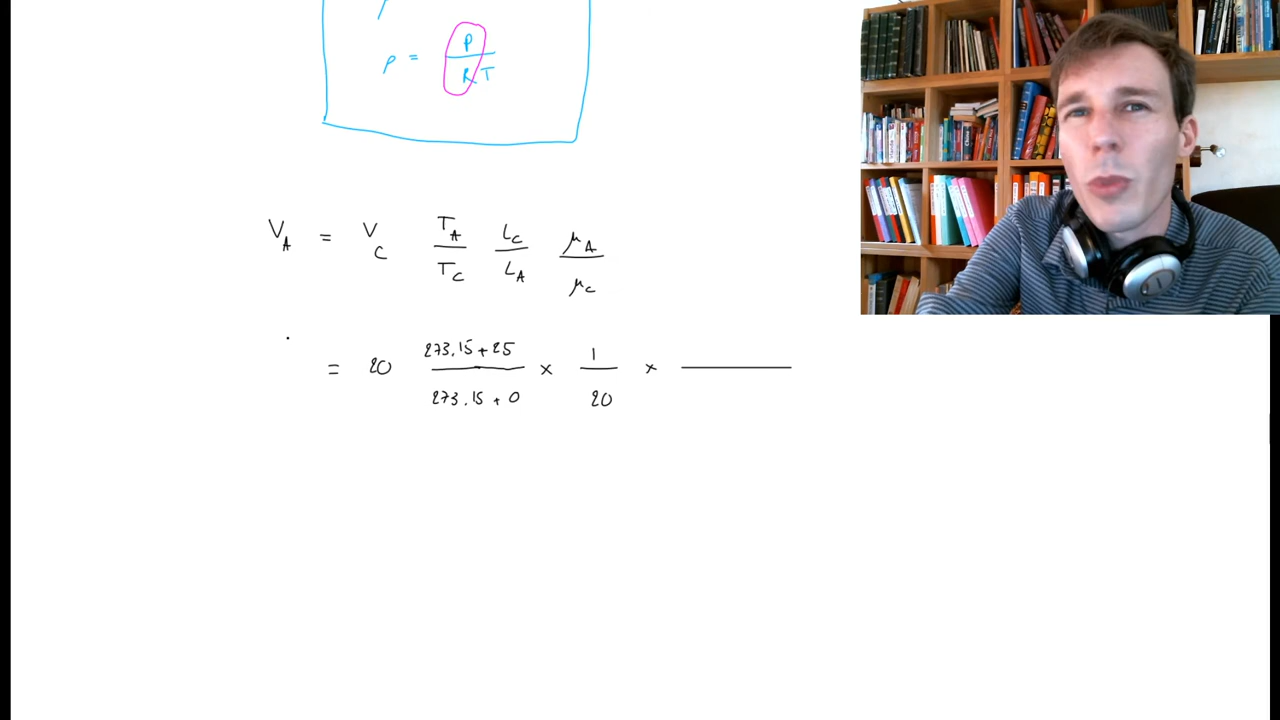 ρ = P / RT
V_A = V_C T_A / T_C L_C / L_A μ_A / μ_C
= 20 273.15 + 25 / 273.15 + 0 × 1 / 20 ×